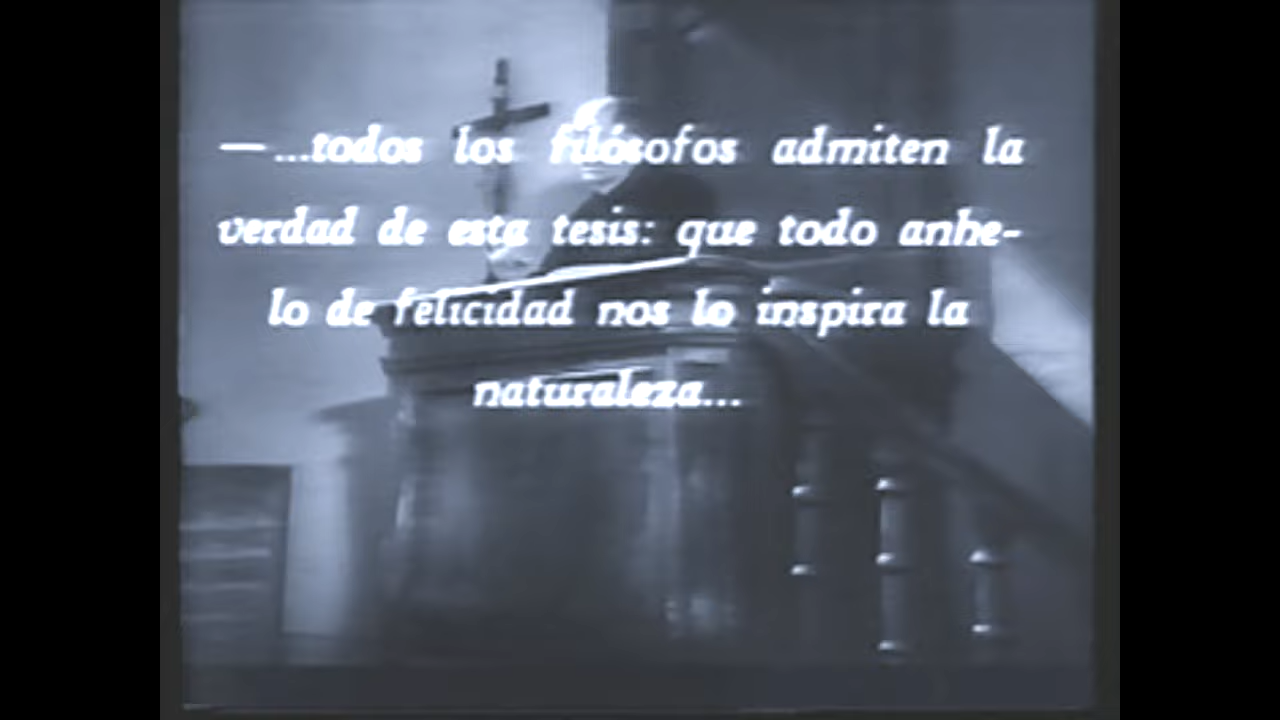 —...todos los filósofos admiten la
verdad de esta tesis: que todo anhe-
lo de felicidad nos lo inspira la
naturaleza...